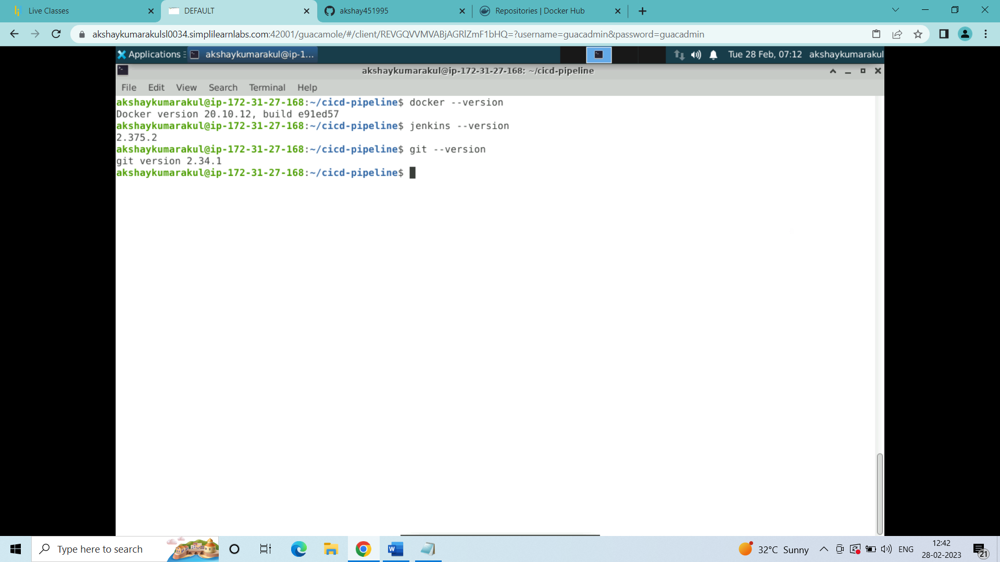 Live Classes
DEFAULT
akshay451995
Repositories | Docker Hub
akshaykumarakulsl0034.simplilearnlabs.com:42001/guacamole/#/client/REVGQVVMVABjAGRlZmF1bHQ=?username=guacadmin&password=guacadmin
Applications akshaykumarakul@ip-1... Tue 28 Feb, 07:12 akshaykumarakul
akshaykumarakul@ip-172-31-27-168: ~/cicd-pipeline
File Edit View Search Terminal Help
akshaykumarakul@ip-172-31-27-168:~/cicd-pipeline$ docker --version
Docker version 20.10.12, build e91ed57
akshaykumarakul@ip-172-31-27-168:~/cicd-pipeline$ jenkins --version
2.375.2
akshaykumarakul@ip-172-31-27-168:~/cicd-pipeline$ git --version
git version 2.34.1
akshaykumarakul@ip-172-31-27-168:~/cicd-pipeline$
Type here to search
32°C Sunny
ENG
12:42
28-02-2023
21